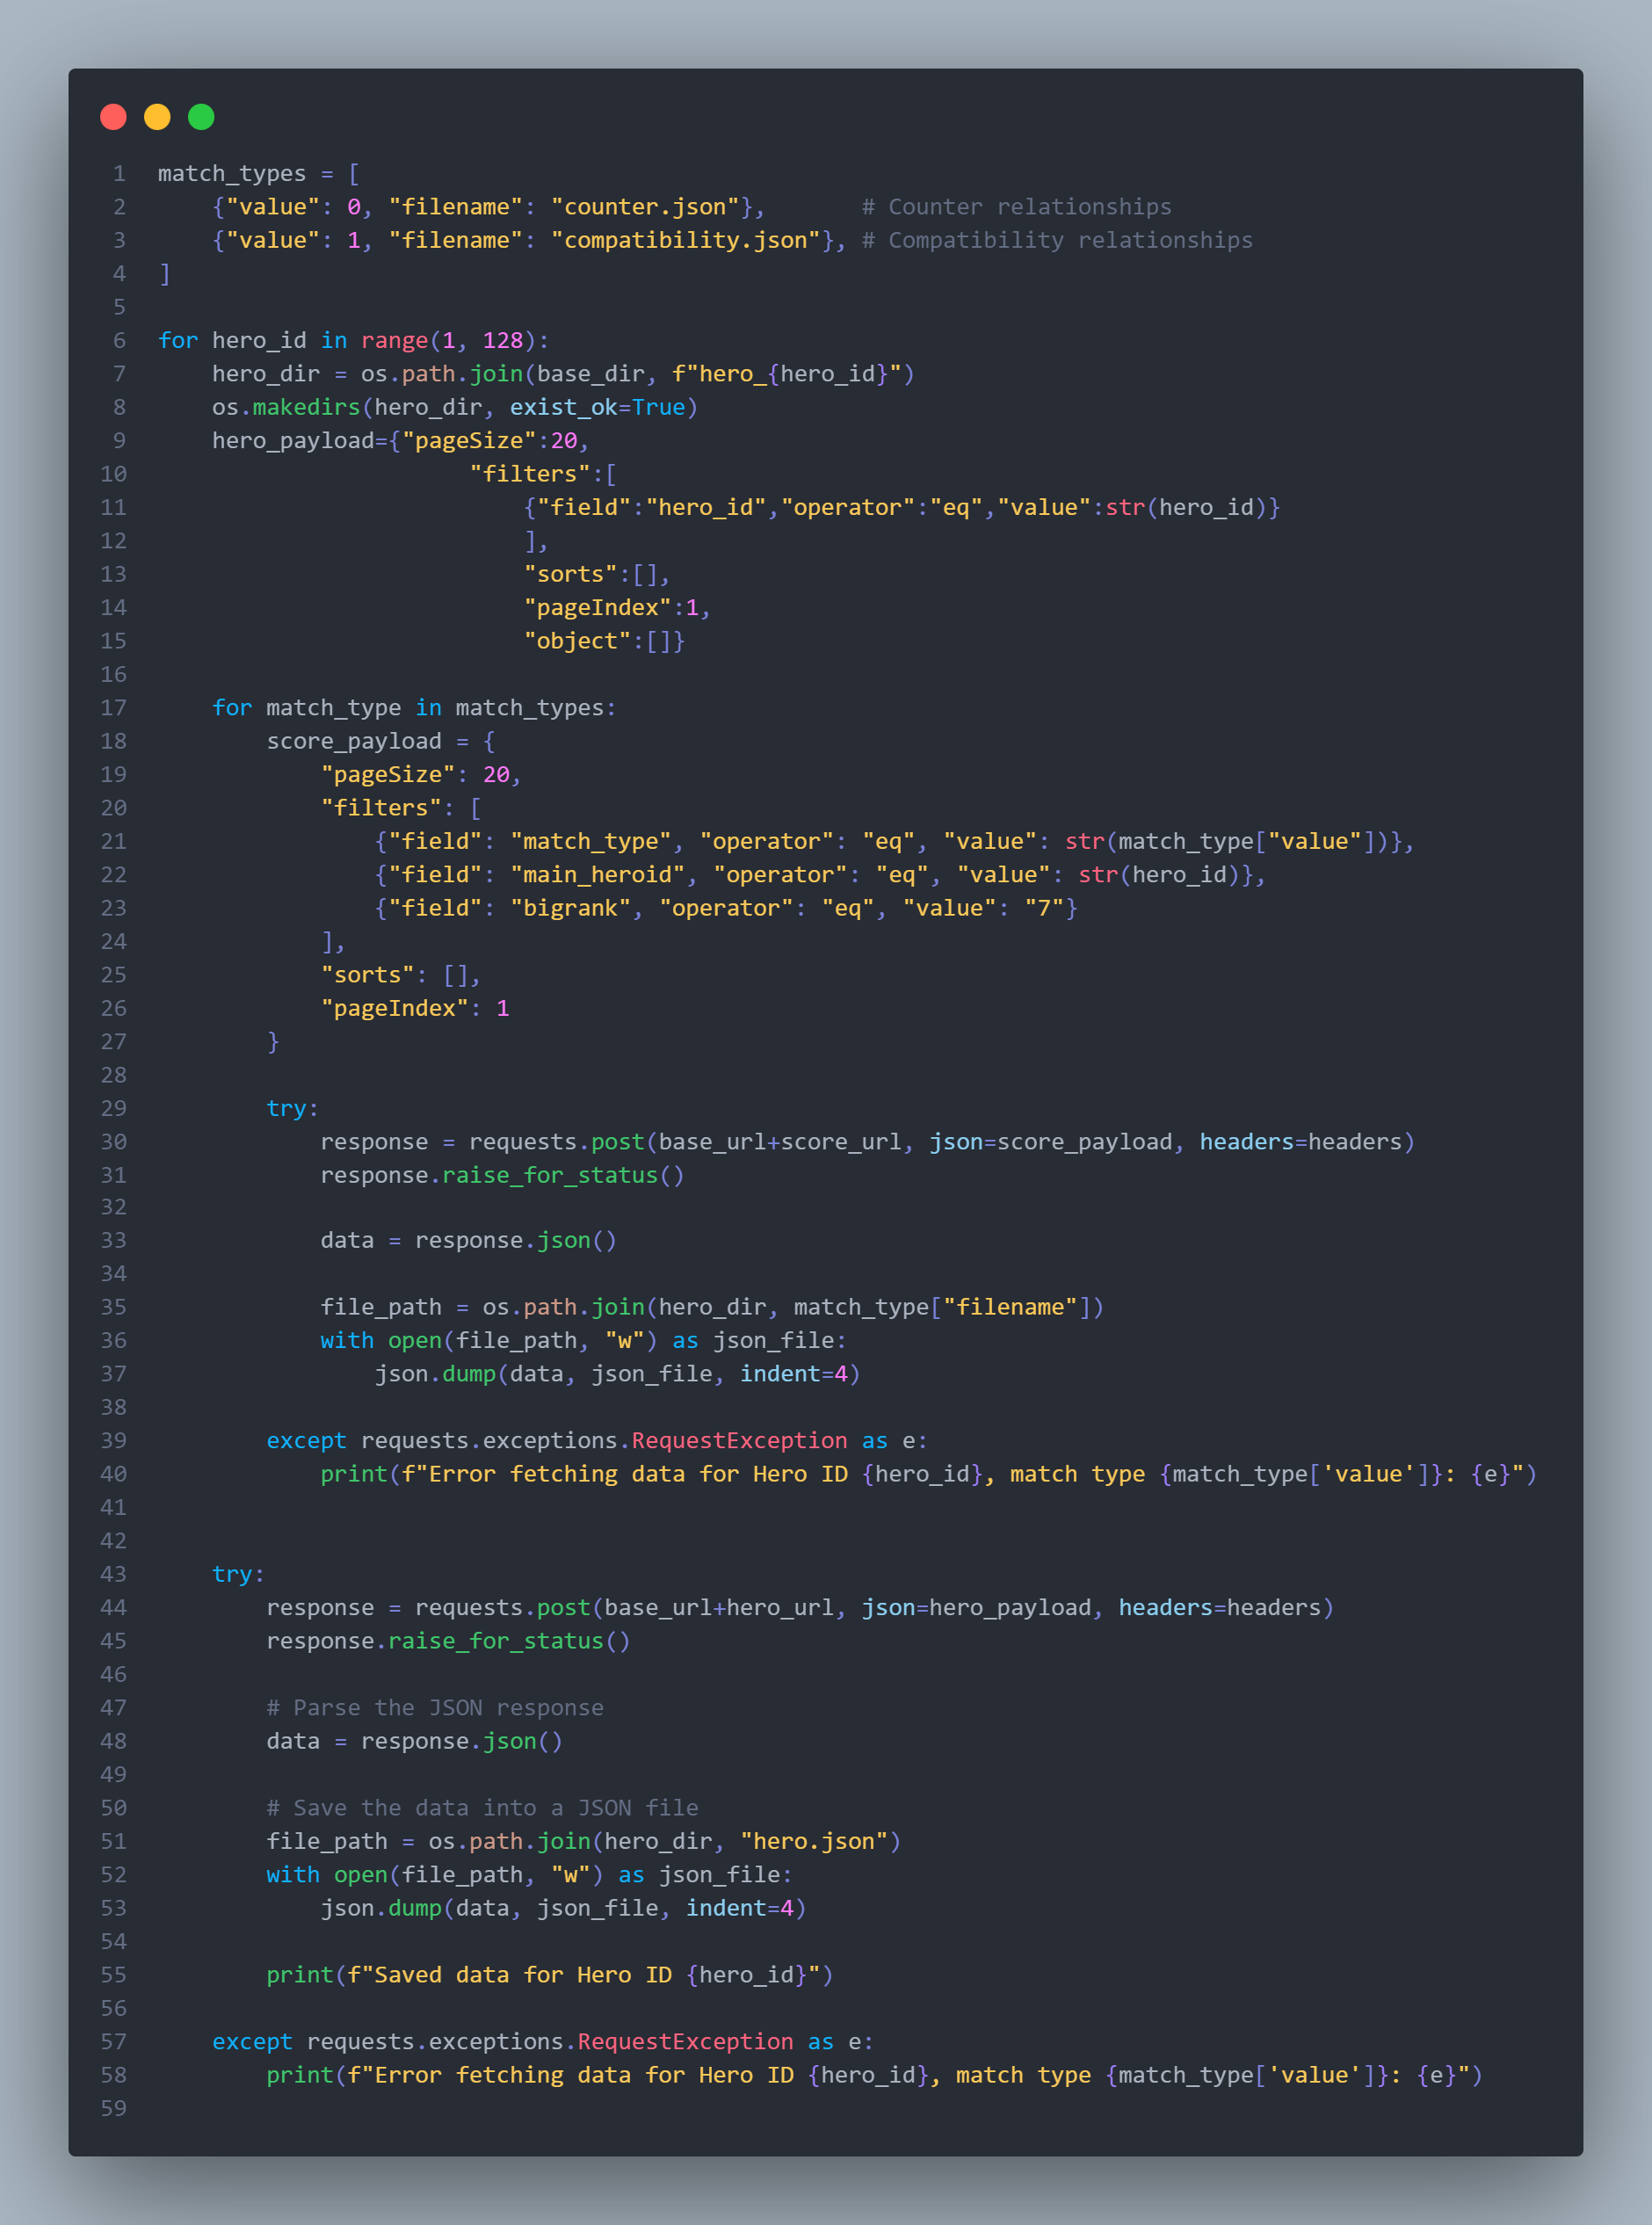 1 match_types = [
2     {"value": 0, "filename": "counter.json"},       # Counter relationships
3     {"value": 1, "filename": "compatibility.json"}, # Compatibility relationships
4 ]
5
6 for hero_id in range(1, 128):
7     hero_dir = os.path.join(base_dir, f"hero_{hero_id}")
8     os.makedirs(hero_dir, exist_ok=True)
9     hero_payload={"pageSize":20,
10                        "filters":[
11                            {"field":"hero_id","operator":"eq","value":str(hero_id)}
12                            ],
13                            "sorts":[],
14                            "pageIndex":1,
15                            "object":[]}
16
17     for match_type in match_types:
18         score_payload = {
19             "pageSize": 20,
20             "filters": [
21                 {"field": "match_type", "operator": "eq", "value": str(match_type["value"])},
22                 {"field": "main_heroid", "operator": "eq", "value": str(hero_id)},
23                 {"field": "bigrank", "operator": "eq", "value": "7"}
24             ],
25             "sorts": [],
26             "pageIndex": 1
27         }
28
29         try:
30             response = requests.post(base_url+score_url, json=score_payload, headers=headers)
31             response.raise_for_status()
32
33             data = response.json()
34
35             file_path = os.path.join(hero_dir, match_type["filename"])
36             with open(file_path, "w") as json_file:
37                 json.dump(data, json_file, indent=4)
38
39         except requests.exceptions.RequestException as e:
40             print(f"Error fetching data for Hero ID {hero_id}, match type {match_type['value']}: {e}")
41
42
43     try:
44         response = requests.post(base_url+hero_url, json=hero_payload, headers=headers)
45         response.raise_for_status()
46
47         # Parse the JSON response
48         data = response.json()
49
50         # Save the data into a JSON file
51         file_path = os.path.join(hero_dir, "hero.json")
52         with open(file_path, "w") as json_file:
53             json.dump(data, json_file, indent=4)
54
55         print(f"Saved data for Hero ID {hero_id}")
56
57     except requests.exceptions.RequestException as e:
58         print(f"Error fetching data for Hero ID {hero_id}, match type {match_type['value']}: {e}")
59